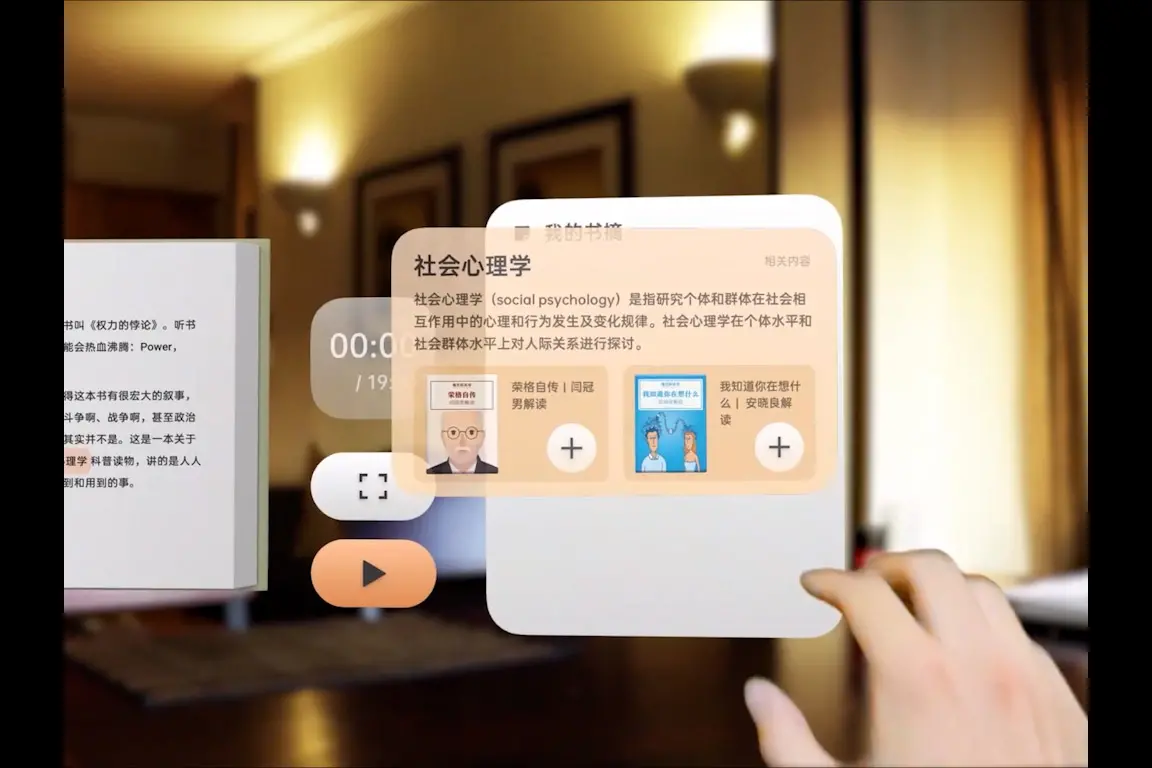 书叫《权力的悖论》。听书
能会热血沸腾：Power，
得这本书有很宏大的叙事，
斗争啊、战争啊，甚至政治
其实并不是。这是一本关于
理学 科普读物，讲的是人人
到和用到的事。
00:0
/ 19:
我的书摘
社会心理学
相关内容
社会心理学（social psychology）是指研究个体和群体在社会相
互作用中的心理和行为发生及变化规律。社会心理学在个体水平和
社会群体水平上对人际关系进行探讨。
荣格自传
荣格自传 | 闫冠
男解读
我知道你在想什么
我知道你在想什
么 | 安晓良解
读